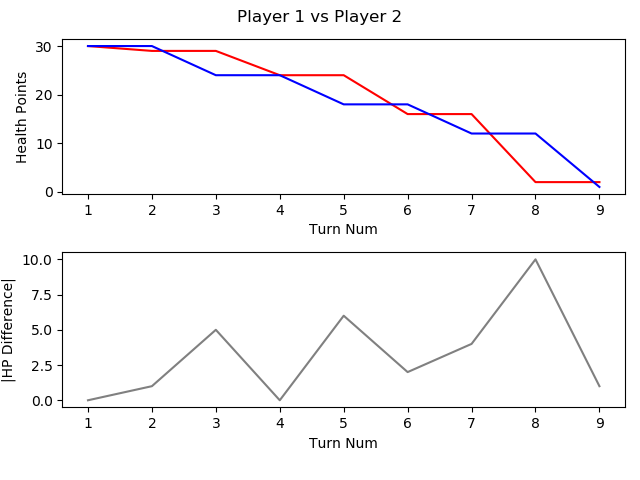 Player 1 vs Player 2
Health Points
30
20
10
0
1 2 3 4 5 6 7 8 9
Turn Num
|HP Difference|
10.0
7.5
5.0
2.5
0.0
1 2 3 4 5 6 7 8 9
Turn Num